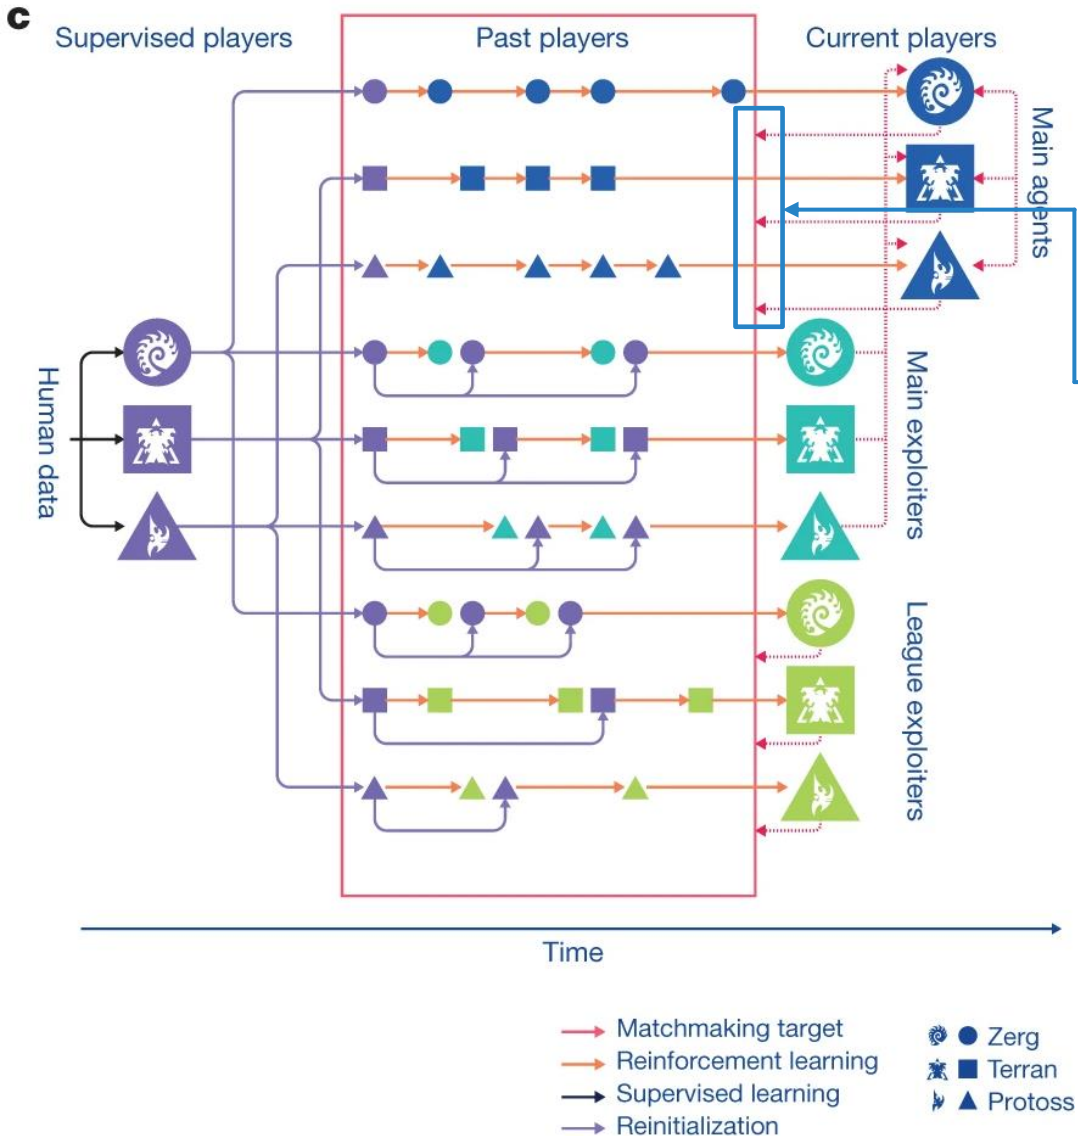 c
Supervised players
Past players
Current players
Main agents
Human data
Main exploiters
League exploiters
Time
Matchmaking target
Reinforcement learning
Supervised learning
Reinitialization
Zerg
Terran
Protoss